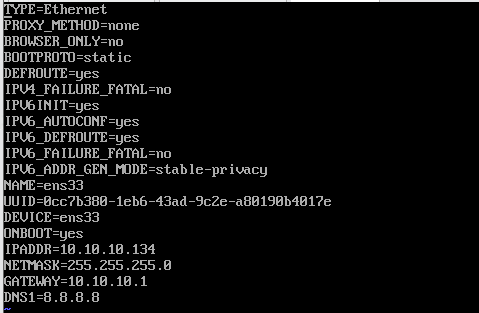 TYPE=Ethernet
PROXY_METHOD=none
BROWSER_ONLY=no
BOOTPROTO=static
DEFROUTE=yes
IPV4_FAILURE_FATAL=no
IPV6INIT=yes
IPV6_AUTOCONF=yes
IPV6_DEFROUTE=yes
IPV6_FAILURE_FATAL=no
IPV6_ADDR_GEN_MODE=stable-privacy
NAME=ens33
UUID=0cc7b380-1eb6-43ad-9c2e-a80190b4017e
DEVICE=ens33
ONBOOT=yes
IPADDR=10.10.10.134
NETMASK=255.255.255.0
GATEWAY=10.10.10.1
DNS1=8.8.8.8
~